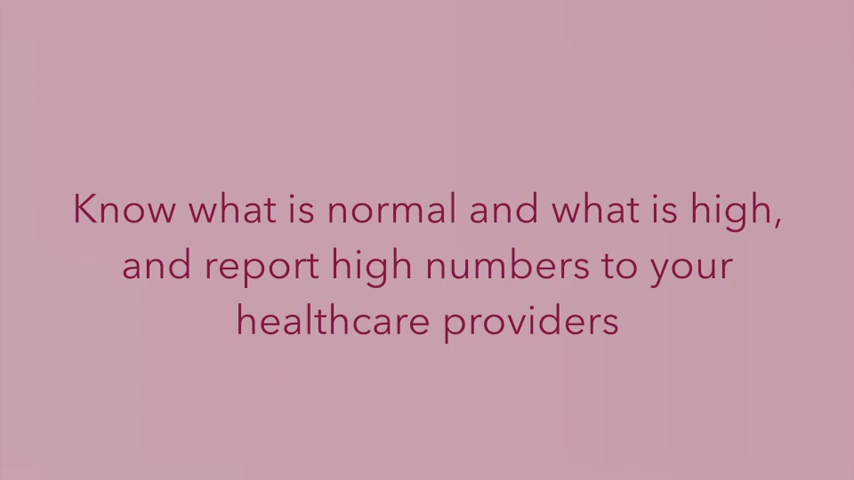 Know what is normal and what is high,
and report high numbers to your
healthcare providers